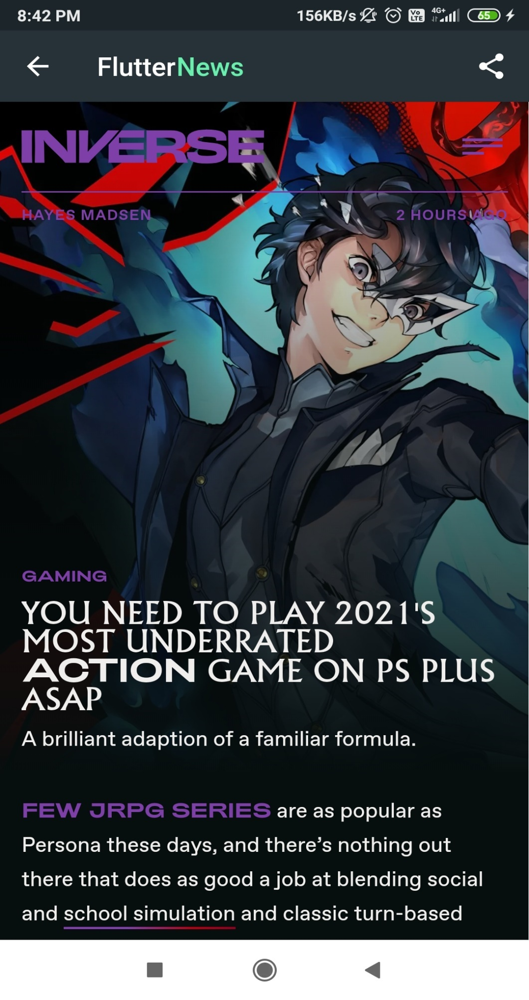 8:42 PM 156KB/s Vo LTE 4G+ 65
FlutterNews
INVERSE
HAYES MADSEN 2 HOURS AGO
GAMING
YOU NEED TO PLAY 2021'S
MOST UNDERRATED
ACTION GAME ON PS PLUS
ASAP
A brilliant adaption of a familiar formula.
FEW JRPG SERIES are as popular as
Persona these days, and there’s nothing out
there that does as good a job at blending social
and school simulation and classic turn-based